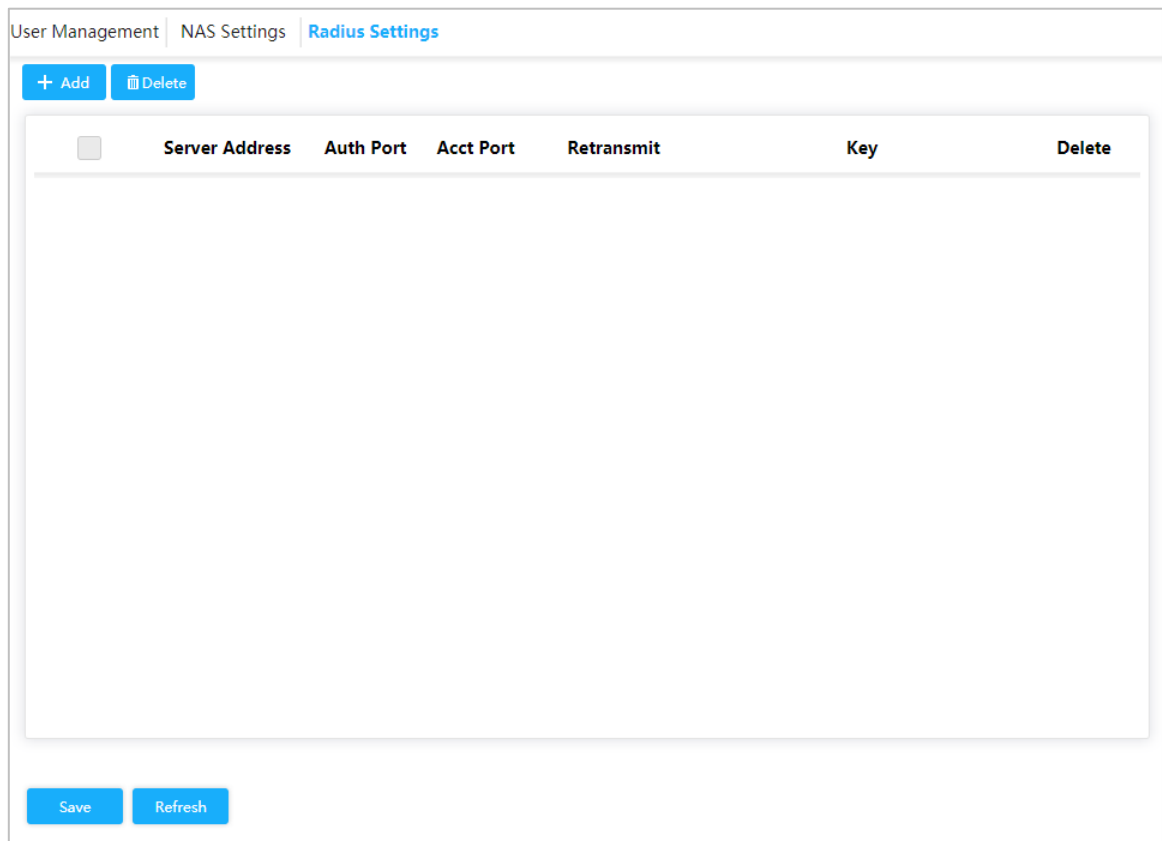 User Management NAS Settings Radius Settings
+ Add Delete
Server Address Auth Port Acct Port Retransmit Key Delete
Save Refresh